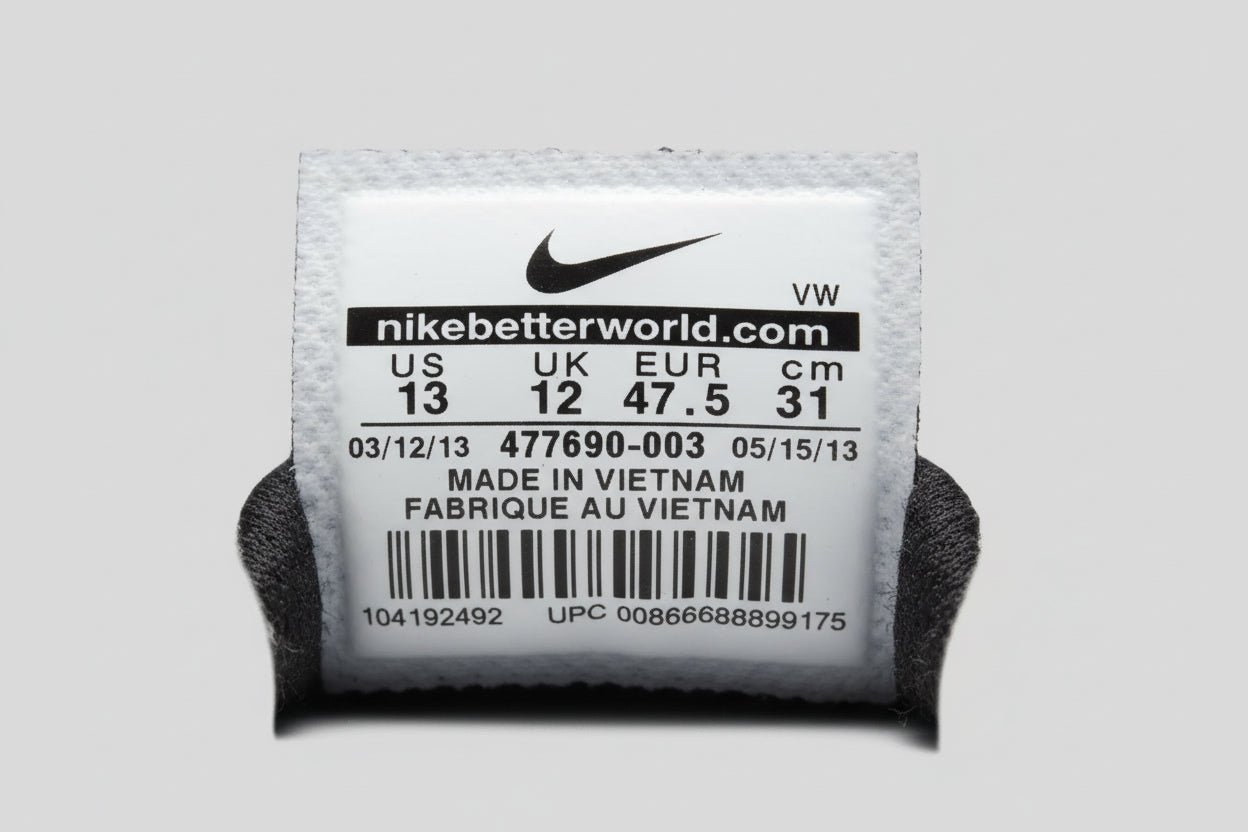 VW
nikebetterworld.com
US UK EUR cm
13 12 47.5 31
03/12/13 477690-003 05/15/13
MADE IN VIETNAM
FABRIQUE AU VIETNAM
104192492 UPC 00866688899175